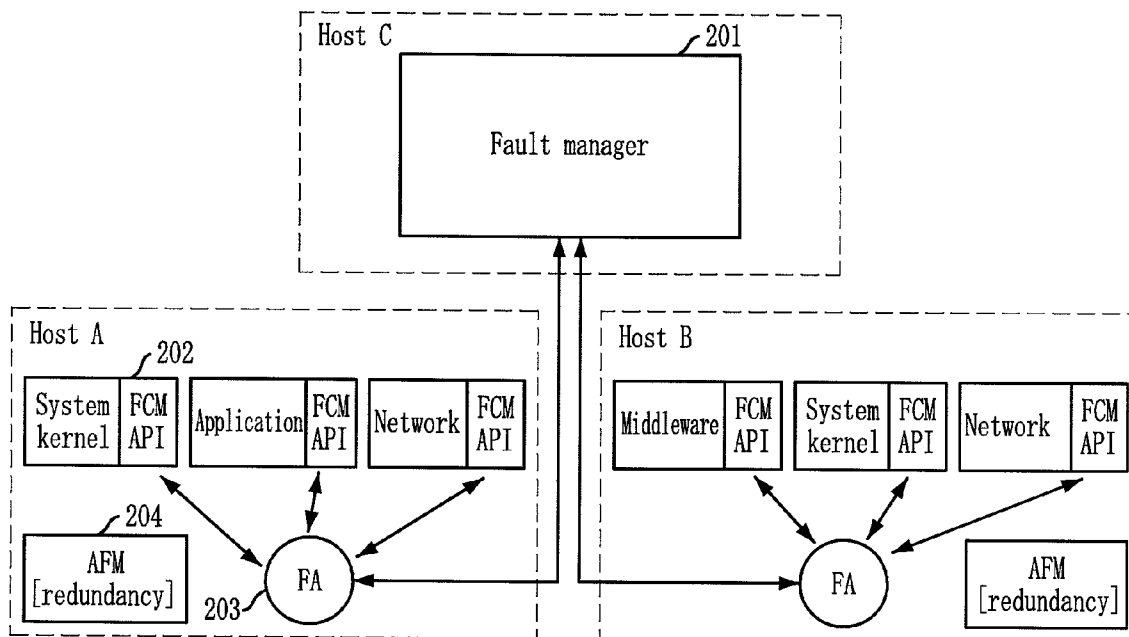 Host C
201
Fault manager
Host A
202
System
kernel
FCM
API
Application
FCM
API
Network
FCM
API
204
AFM
[redundancy]
203
FA
Host B
Middleware
FCM
API
System
kernel
FCM
API
Network
FCM
API
FA
AFM
[redundancy]